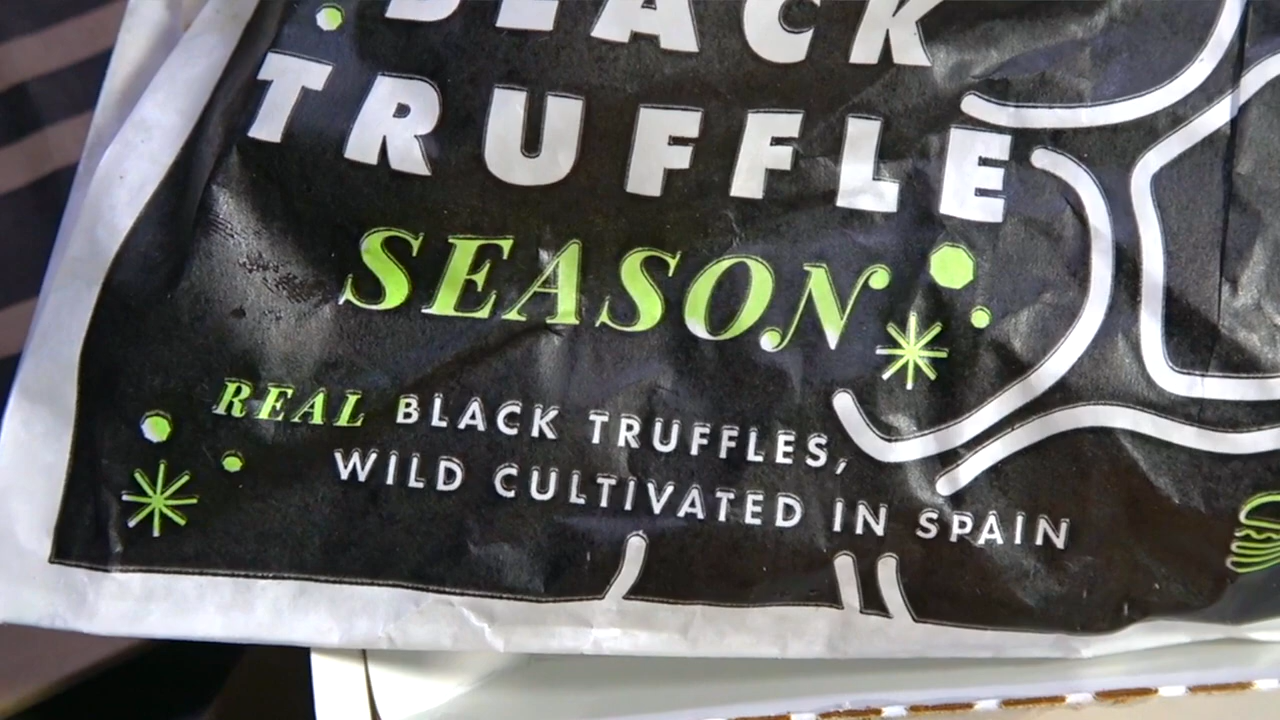 BLACK
TRUFFLE
SEASON
REAL BLACK TRUFFLES,
WILD CULTIVATED IN SPAIN